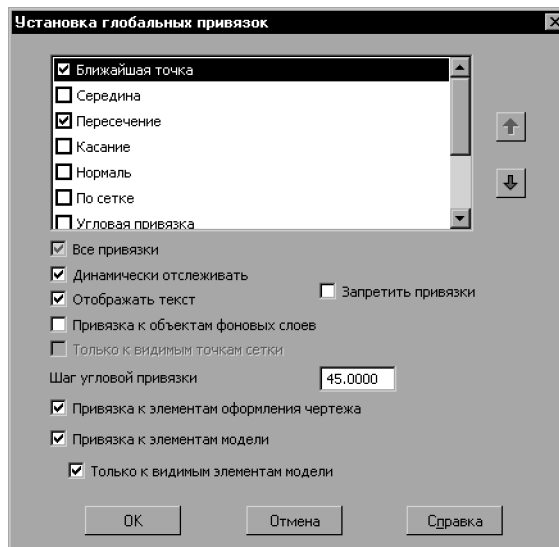 Установка глобальных привязок
Ближайшая точка
Середина
Пересечение
Касание
Нормаль
По сетке
Угловая привязка
Все привязки
Динамически отслеживать
Запретить привязки
Отображать текст
Привязка к объектам фоновых слоев
Только к видимым точкам сетки
Шаг угловой привязки 45.0000
Привязка к элементам оформления чертежа
Привязка к элементам модели
Только к видимым элементам модели
OK Отмена Справка